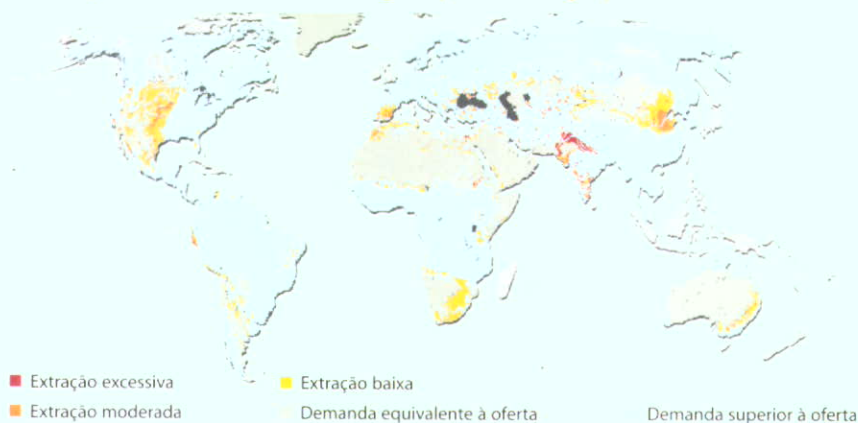 Extração excessiva
Extração baixa
Extração moderada
Demanda equivalente à oferta
Demanda superior à oferta